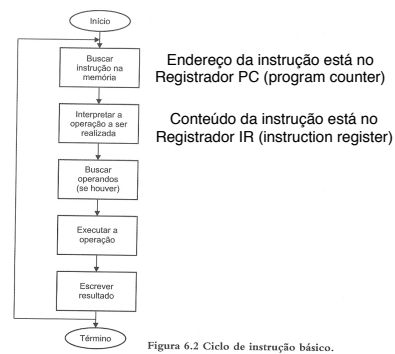 Início
Buscar
instrução na
memória
Endereço da instrução está no
Registrador PC (program counter)
Interpretar a
operação a ser
realizada
Conteúdo da instrução está no
Registrador IR (instruction register)
Buscar
operandos
(se houver)
Executar a
operação
Escrever
resultado
Término
Figura 6.2 Ciclo de instrução básico.